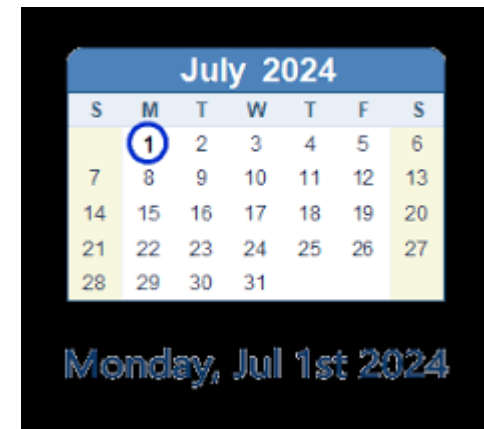 July 2024
S M T W T F S
1 2 3 4 5 6
7 8 9 10 11 12 13
14 15 16 17 18 19 20
21 22 23 24 25 26 27
28 29 30 31
Monday, Jul 1st 2024